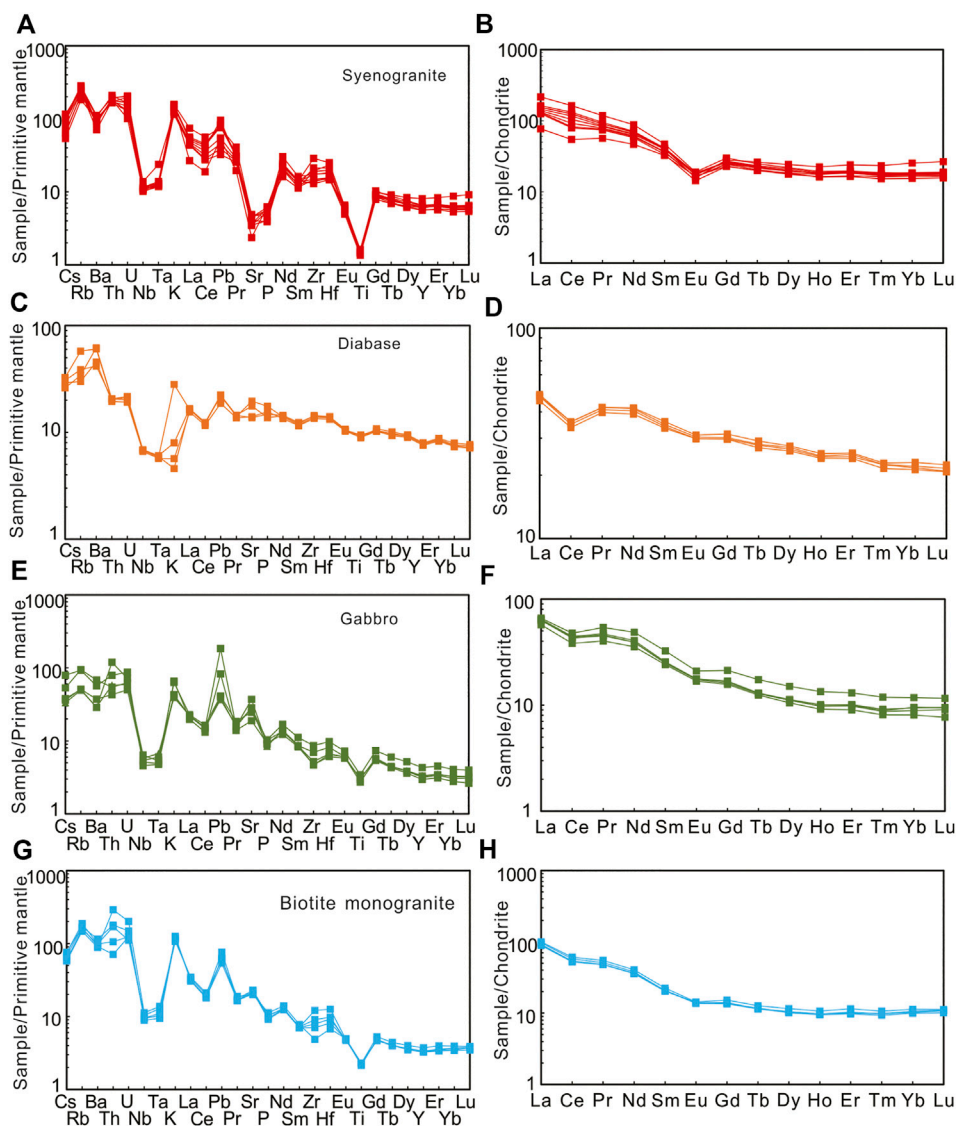 A
Sample/Primitive mantle
1000
100
10
1
Syenogranite
Cs Ba U Ta La Pb Sr Nd Zr Eu Gd Dy Er Lu
Rb Th Nb K Ce Pr P Sm Hf Ti Tb Y Yb
B
Sample/Chondrite
1000
100
10
1
La Ce Pr Nd Sm Eu Gd Tb Dy Ho Er Tm Yb Lu
C
Sample/Primitive mantle
100
10
1
Diabase
Cs Ba U Ta La Pb Sr Nd Zr Eu Gd Dy Er Lu
Rb Th Nb K Ce Pr P Sm Hf Ti Tb Y Yb
D
Sample/Chondrite
100
10
La Ce Pr Nd Sm Eu Gd Tb Dy Ho Er Tm Yb Lu
E
Sample/Primitive mantle
1000
100
10
1
Gabbro
Cs Ba U Ta La Pb Sr Nd Zr Eu Gd Dy Er Lu
Rb Th Nb K Ce Pr P Sm Hf Ti Tb Y Yb
F
Sample/Chondrite
100
10
1
La Ce Pr Nd Sm Eu Gd Tb Dy Ho Er Tm Yb Lu
G
Sample/Primitive mantle
1000
100
10
1
Biotite monogranite
Cs Ba U Ta La Pb Sr Nd Zr Eu Gd Dy Er Lu
Rb Th Nb K Ce Pr P Sm Hf Ti Tb Y Yb
H
Sample/Chondrite
1000
100
10
1
La Ce Pr Nd Sm Eu Gd Tb Dy Ho Er Tm Yb Lu